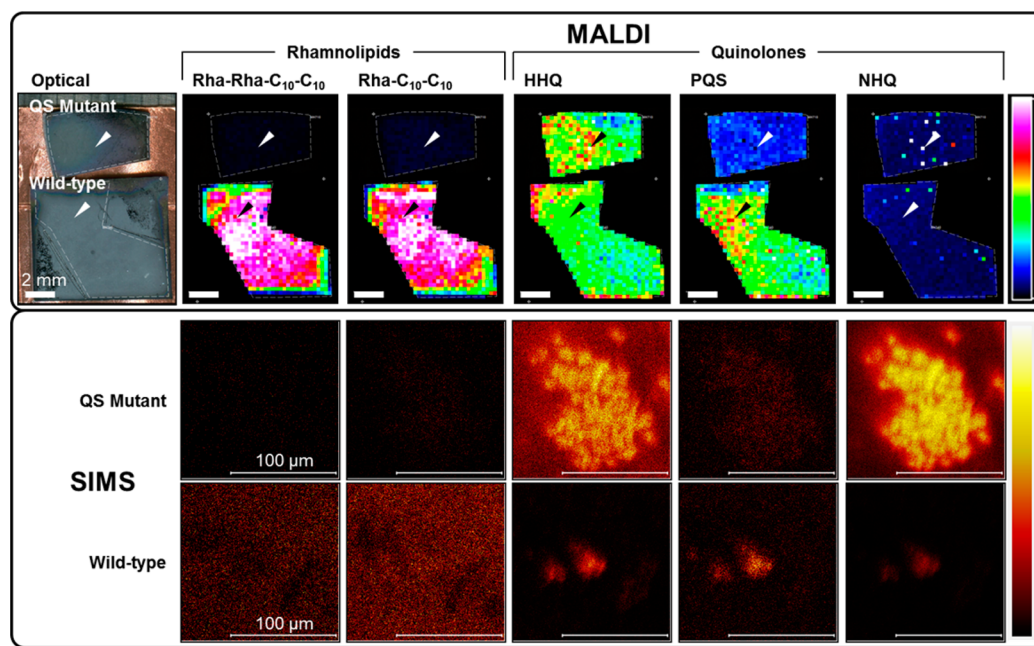 MALDI
Rhamnolipids
Quinolones
Optical
Rha-Rha-C₁₀-C₁₀
Rha-C₁₀-C₁₀
HHQ
PQS
NHQ
QS Mutant
Wild-type
2 mm
SIMS
QS Mutant
100 µm
Wild-type
100 µm